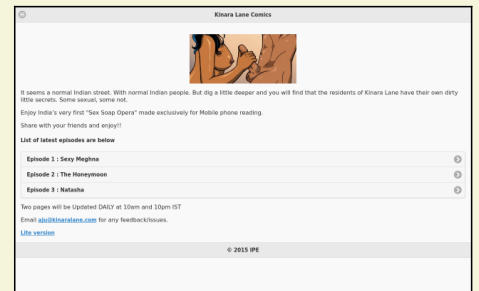 Kinara Lane Comics
It seems a normal Indian street. With normal Indian people. But dig a little deeper and you will find that the residents of Kinara Lane have their own dirty
little secrets. Some sexual, some not.
Enjoy India's very first "Sex Soap Opera" made exclusively for Mobile phone reading.
Share with your friends and enjoy!!
List of latest episodes are below
Episode 1 : Sexy Meghna
Episode 2 : The Honeymoon
Episode 3 : Natasha
Two pages will be Updated DAILY at 10am and 10pm IST
Email aju@kinaralane.com for any feedback/issues.
Lite version
© 2015 IPE